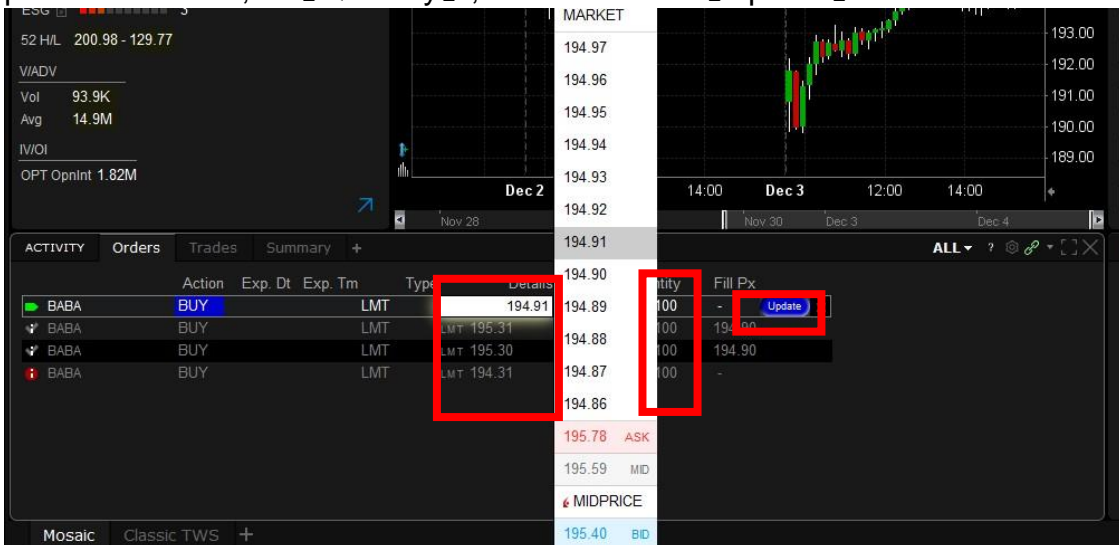 ESG 3
52 H/L 200.98 - 129.77
V/ADV
Vol 93.9K
Avg 14.9M
IV/OI
OPT OpnInt 1.82M
193.00
192.00
191.00
190.00
189.00
Dec 2 14:00 Dec 3 12:00 14:00
Nov 28 Nov 30 Dec 3 Dec 4
MARKET
194.97
194.96
194.95
194.94
194.93
194.92
194.91
194.90
194.89
194.88
194.87
194.86
195.78 ASK
195.59 MID
MIDPRICE
195.40 BID
ACTIVITY Orders Trades Summary + ALL ?
Action Exp. Dt Exp. Tm Type Details ntity Fill Px
BABA BUY LMT 194.91 100 - Update
BABA BUY LMT LMT 195.31 100 194.90
BABA BUY LMT LMT 195.30 100 194.90
BABA BUY LMT LMT 194.31 100 -
Mosaic Classic TWS +